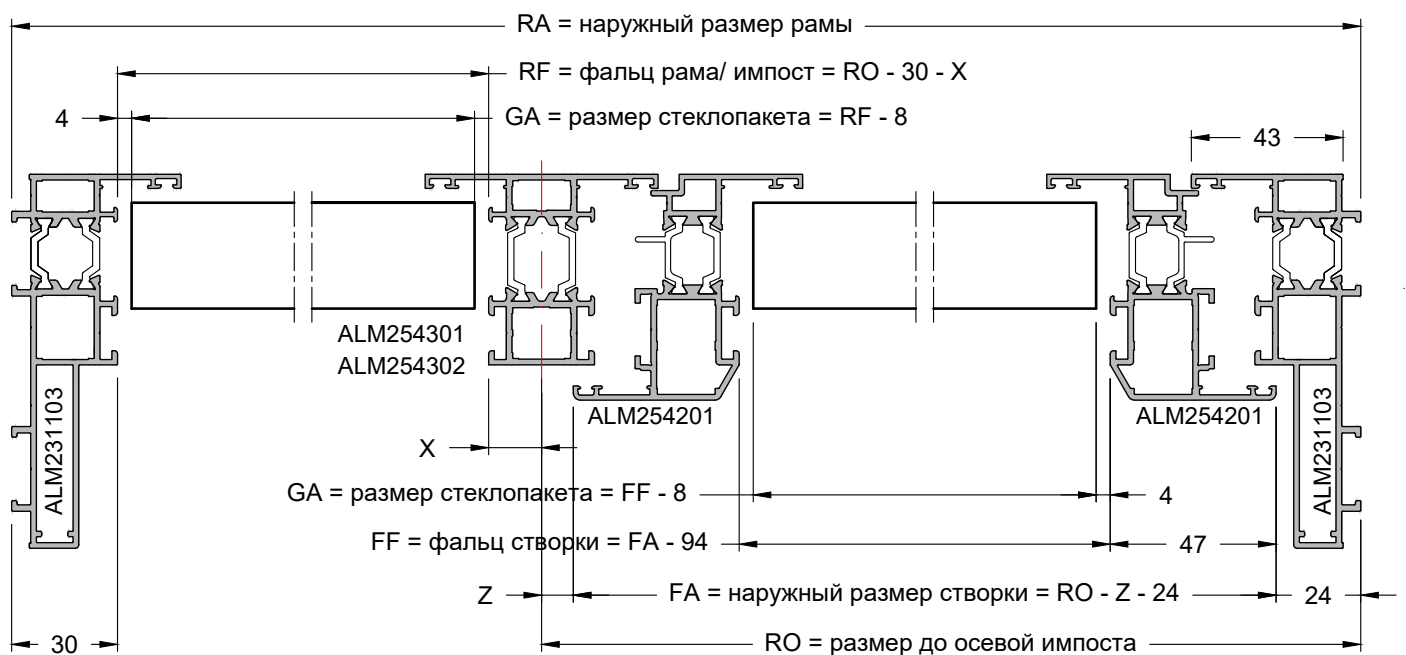 RA = наружный размер рамы
RF = фальц рама/ импост = RO - 30 - X
4
GA = размер стеклопакета = RF - 8
43
ALM254301
ALM254302
ALM231103
ALM254201
ALM254201
ALM231103
X
GA = размер стеклопакета = FF - 8
4
FF = фальц створки = FA - 94
47
Z
FA = наружный размер створки = RO - Z - 24
24
30
RO = размер до осевой импоста